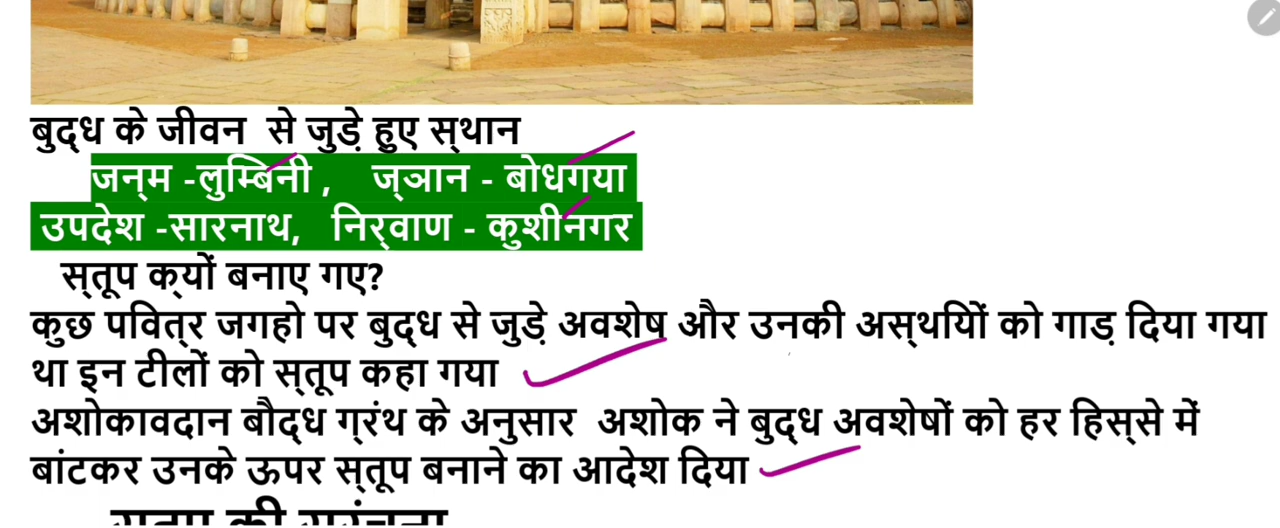 बुद्ध के जीवन से जुड़े हुए स्थान
जन्म -लुम्बिनी , ज्ञान - बोधगया
उपदेश -सारनाथ, निर्वाण - कुशीनगर
स्तूप क्यों बनाए गए?
कुछ पवित्र जगहो पर बुद्ध से जुड़े अवशेष और उनकी अस्थियों को गाड़ दिया गया
था इन टीलों को स्तूप कहा गया
अशोकावदान बौद्ध ग्रंथ के अनुसार अशोक ने बुद्ध अवशेषों को हर हिस्से में
बांटकर उनके ऊपर स्तूप बनाने का आदेश दिया